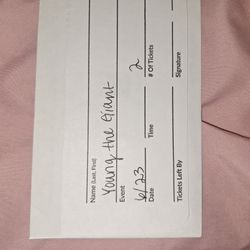 Name (Last, First)
Young the Giant
Event
6/23 2
Date Time # Of Tickets
Tickets Left By Signature